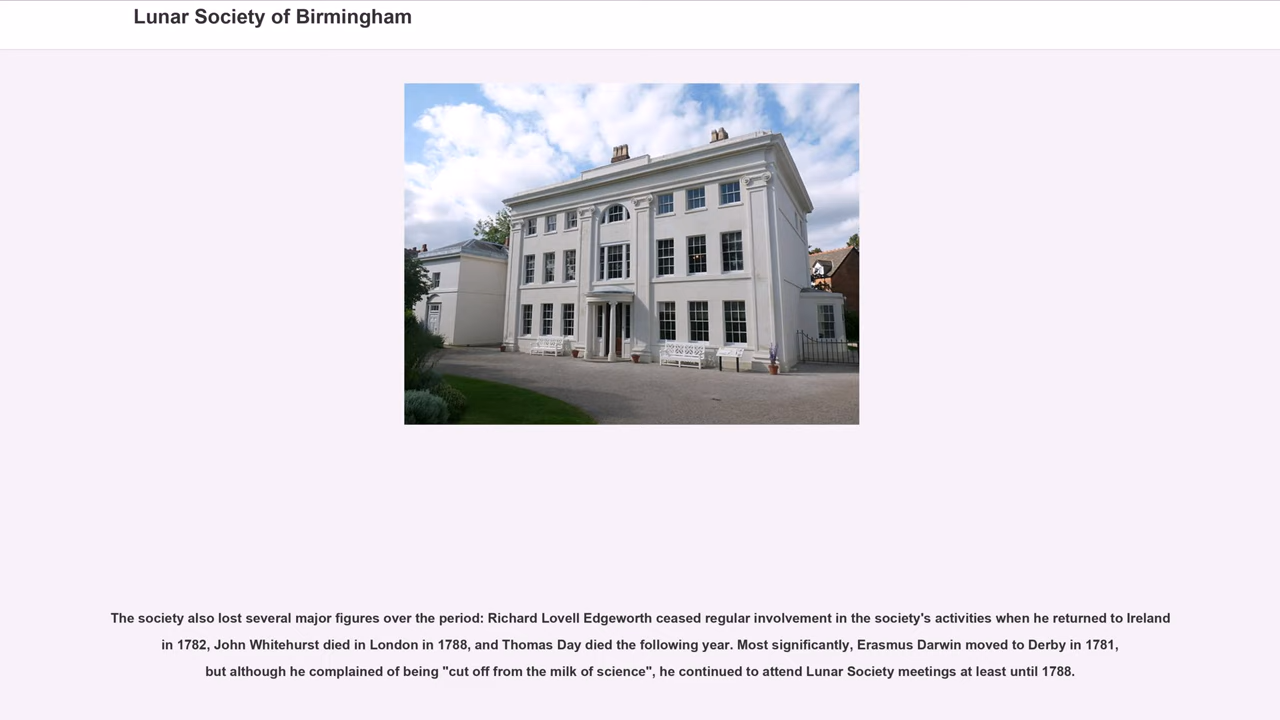 Lunar Society of Birmingham
The society also lost several major figures over the period: Richard Lovell Edgeworth ceased regular involvement in the society's activities when he returned to Ireland
in 1782, John Whitehurst died in London in 1788, and Thomas Day died the following year. Most significantly, Erasmus Darwin moved to Derby in 1781,
but although he complained of being "cut off from the milk of science", he continued to attend Lunar Society meetings at least until 1788.